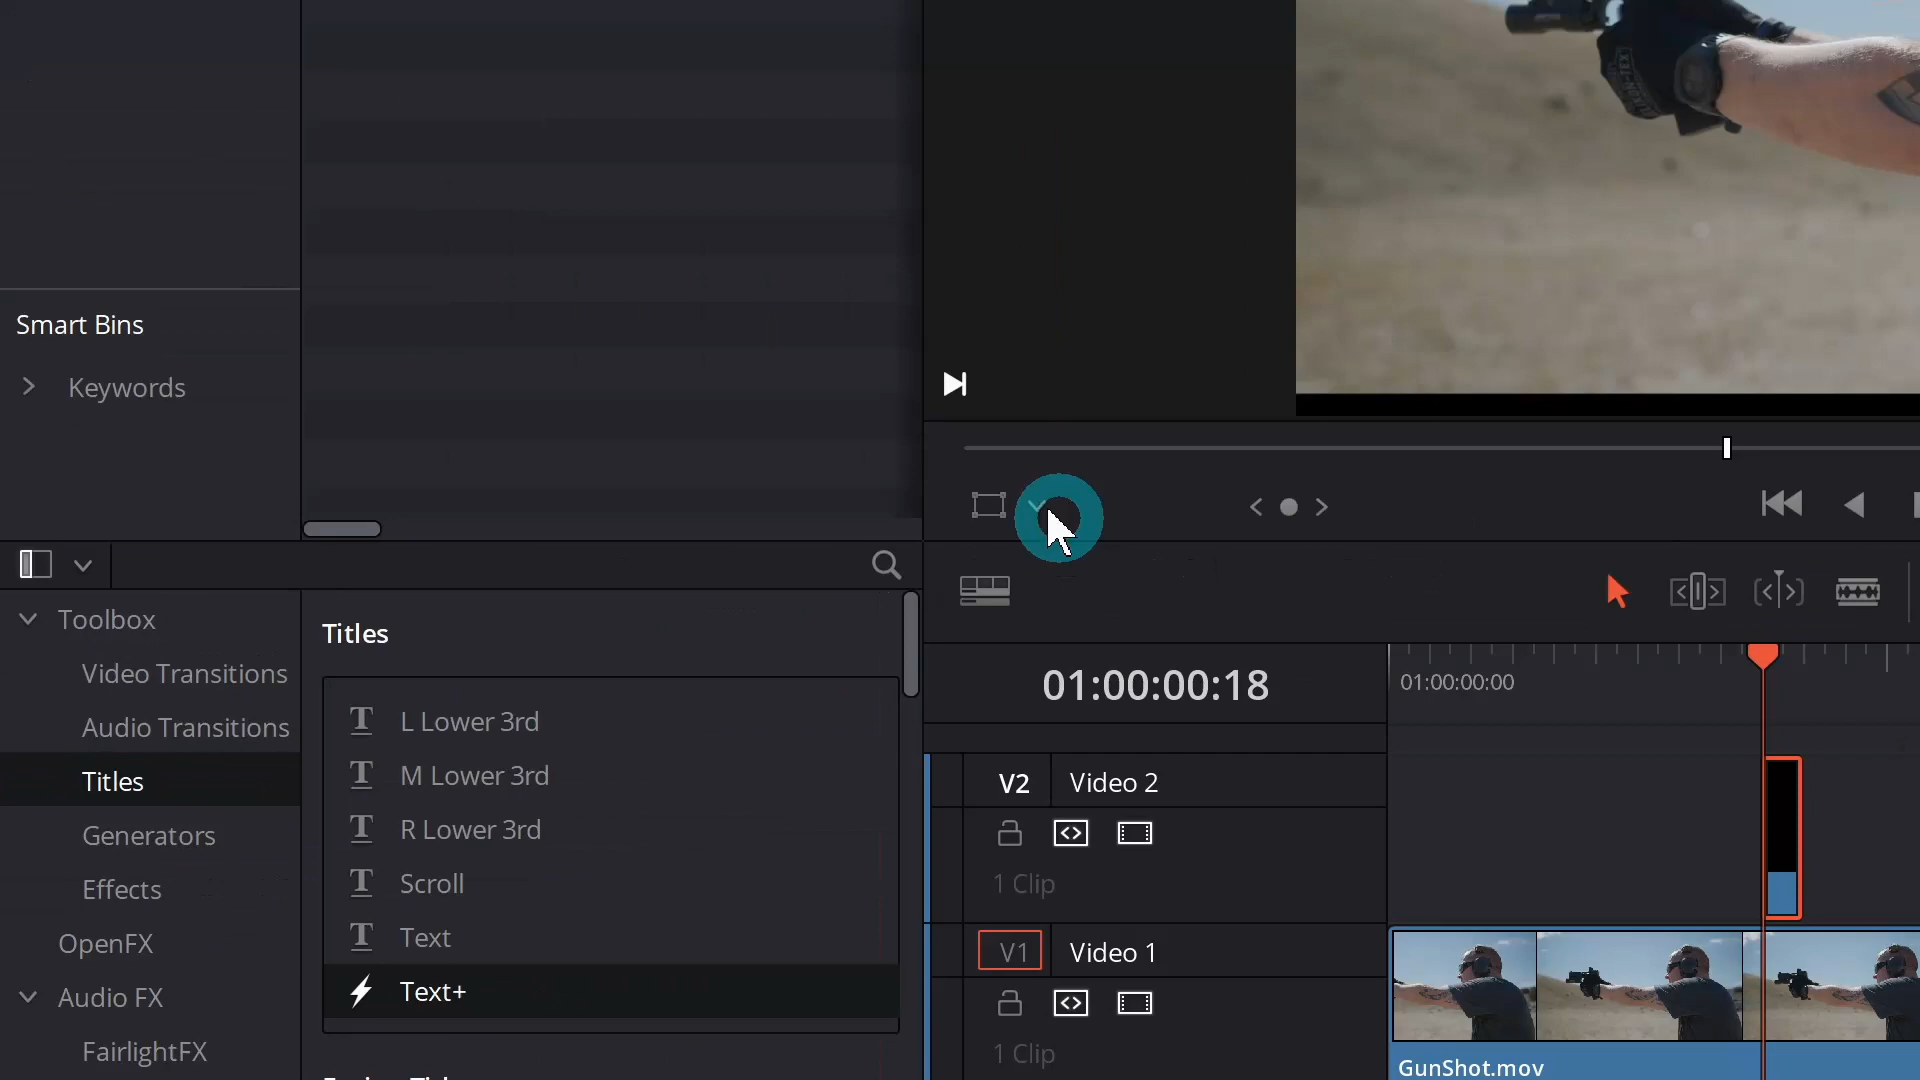 Smart Bins
Keywords
Toolbox
Video Transitions
Audio Transitions
Titles
Generators
Effects
OpenFX
Audio FX
FairlightFX
Titles
L Lower 3rd
M Lower 3rd
R Lower 3rd
Scroll
Text
Text+
01:00:00:18
01:00:00:00
V2 Video 2
1 Clip
V1 Video 1
1 Clip
GunShot.mov